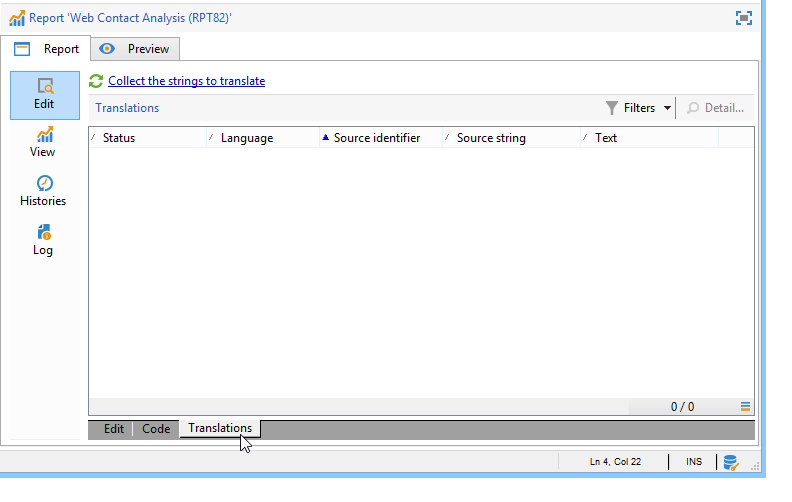 Report 'Web Contact Analysis (RPT82)'
Report Preview
Collect the strings to translate
Edit
Translations Filters Detail...
Status Language Source identifier Source string Text
View
Histories
Log
0 / 0
Edit Code Translations
Ln 4, Col 22 INS